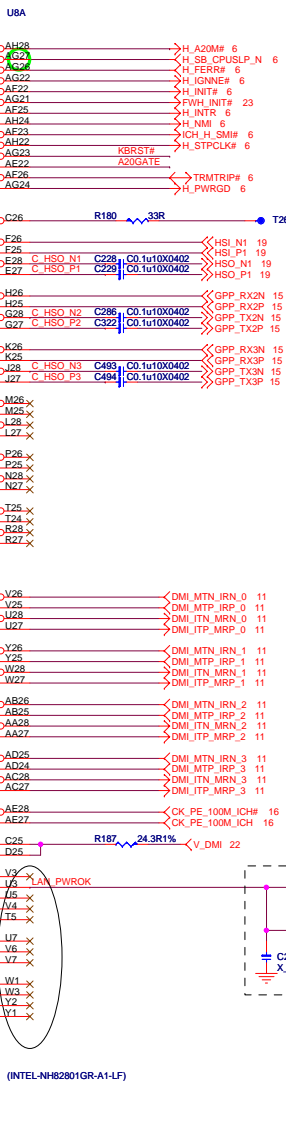 U8A
AH28 H_A20M# 6
AG27 H_SB_CPUSLP_N 6
AG26 H_FERR# 6
AG22 H_IGNNE# 6
AF22 H_INIT# 6
AG21 FWH_INIT# 23
AF25 H_INTR 6
AH24 H_NMI 6
AF23 ICH_H_SMI# 6
AH22 H_STPCLK# 6
AG23 KBRST#
AE22 A20GATE
AF26 TRMTRIP# 6
AG24 H_PWRGD 6
C26 R180 33R
F26 HSI_N1 19
F25 HSI_P1 19
E28 C_HSO_N1 C228 C0.1u10X0402 HSO_N1 19
E27 C_HSO_P1 C229 C0.1u10X0402 HSO_P1 19
H26 GPP_RX2N 15
H25 GPP_RX2P 15
G28 C_HSO_N2 C286 C0.1u10X0402 GPP_TX2N 15
G27 C_HSO_P2 C322 C0.1u10X0402 GPP_TX2P 15
K26 GPP_RX3N 15
K25 GPP_RX3P 15
J28 C_HSO_N3 C493 C0.1u10X0402 GPP_TX3N 15
J27 C_HSO_P3 C494 C0.1u10X0402 GPP_TX3P 15
M26
M25
L28
L27
P26
P25
N28
N27
T25
T24
R28
R27
V26 DMI_MTN_IRN_0 11
V25 DMI_MTP_IRP_0 11
U28 DMI_ITN_MRN_0 11
U27 DMI_ITP_MRP_0 11
Y26 DMI_MTN_IRN_1 11
Y25 DMI_MTP_IRP_1 11
W28 DMI_ITN_MRN_1 11
W27 DMI_ITP_MRP_1 11
AB26 DMI_MTN_IRN_2 11
AB25 DMI_MTP_IRP_2 11
AA28 DMI_ITN_MRN_2 11
AA27 DMI_ITP_MRP_2 11
AD25 DMI_MTN_IRN_3 11
AD24 DMI_MTP_IRP_3 11
AC28 DMI_ITN_MRN_3 11
AC27 DMI_ITP_MRP_3 11
AE28 CK_PE_100M_ICH# 16
AE27 CK_PE_100M_ICH 16
C25 R187 24.3R1% V_DMI 22
D25
V3
U3 LAN_PWROK
U5
V4
T5
U7
V6
V7
W1
W3
Y2
Y1
(INTEL-NH82801GR-A1-LF)